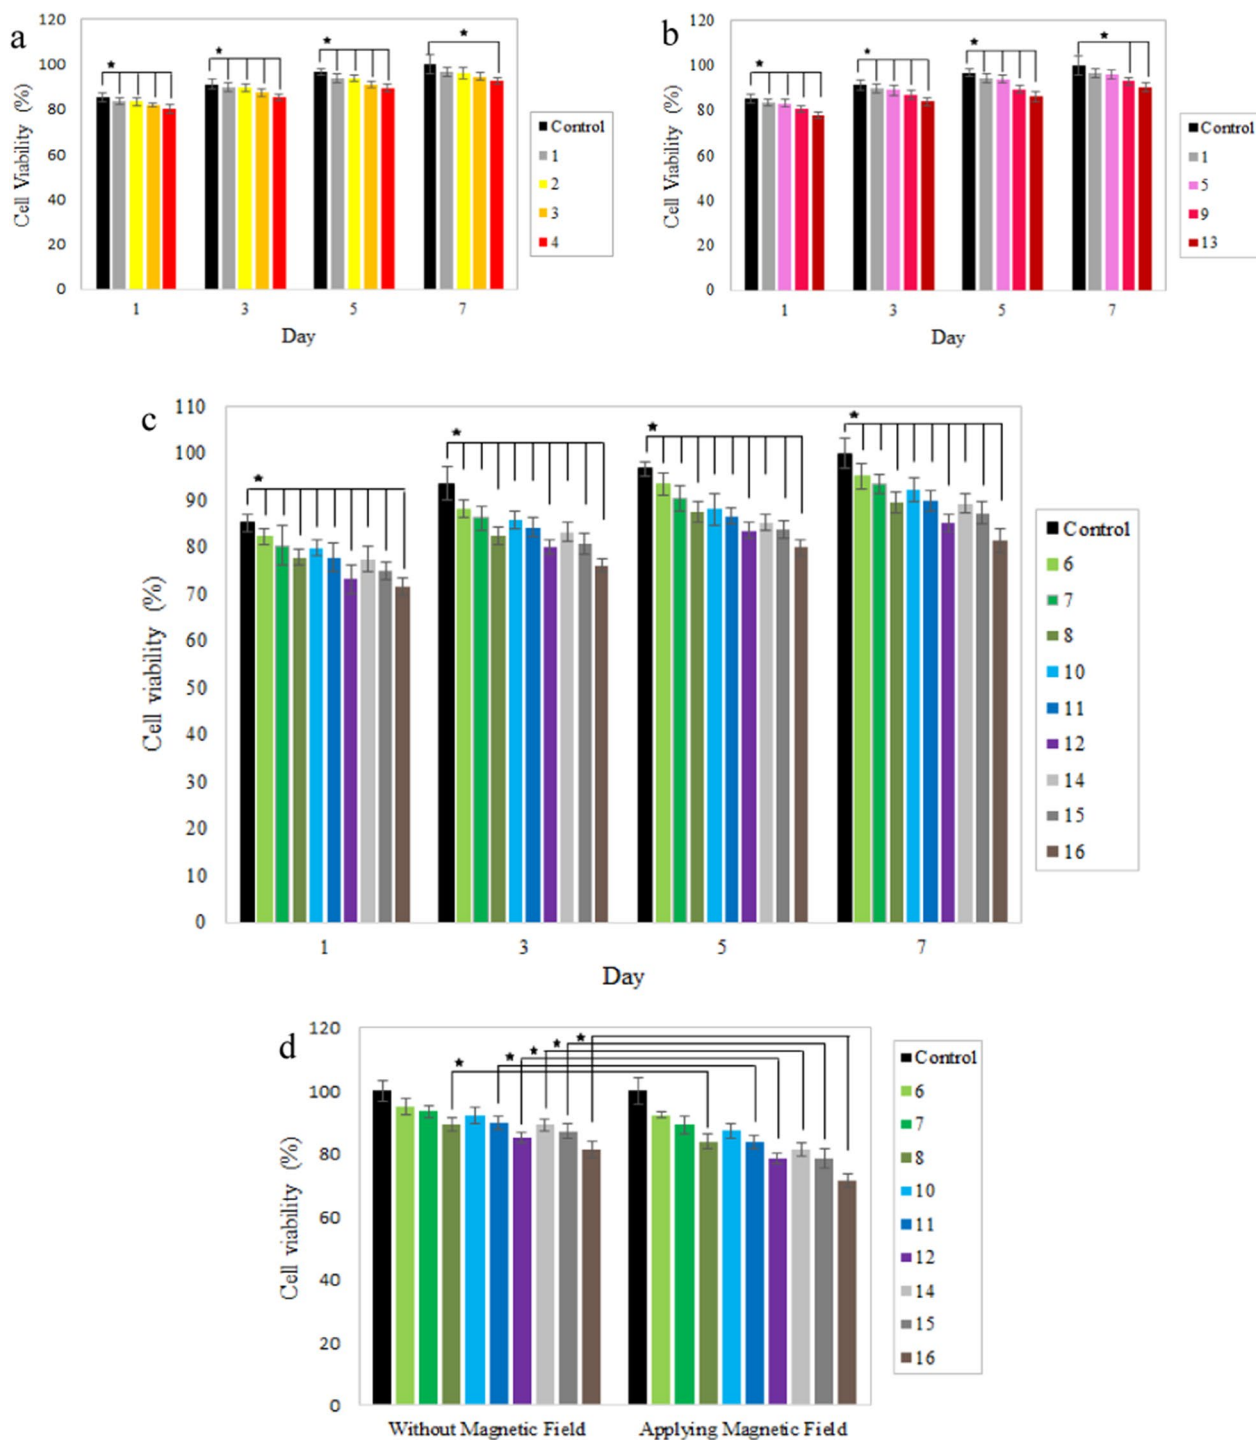 a
120
100
80
60
40
20
0
Cell Viability (%)
★ ★ ★ ★
1 3 5 7
Day
Control
1
2
3
4
b
120
100
80
60
40
20
0
Cell Viability (%)
★ ★ ★ ★
1 3 5 7
Day
Control
1
5
9
13
c
110
100
90
80
70
60
50
40
30
20
10
0
Cell viability (%)
★ ★ ★ ★
1 3 5 7
Day
Control
6
7
8
10
11
12
14
15
16
d
120
100
80
60
40
20
0
Cell viability (%)
★ ★ ★ ★ ★
Without Magnetic Field Applying Magnetic Field
Control
6
7
8
10
11
12
14
15
16